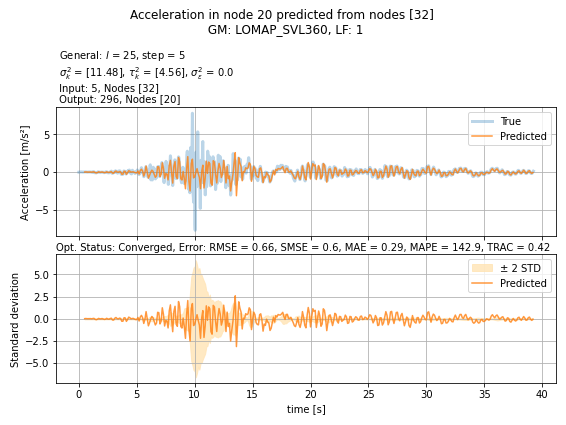 Acceleration in node 20 predicted from nodes [32]
GM: LOMAP_SVL360, LF: 1
General: l = 25, step = 5
σ²ₖ = [11.48], τ²ₖ = [4.56], σ²ε = 0.0
Input: 5, Nodes [32]
Output: 296, Nodes [20]
True
Predicted
Acceleration [m/s²]
5
0
−5
Opt. Status: Converged, Error: RMSE = 0.66, SMSE = 0.6, MAE = 0.29, MAPE = 142.9, TRAC = 0.42
± 2 STD
Predicted
Standard deviation
5.0
2.5
0.0
−2.5
−5.0
0 5 10 15 20 25 30 35 40
time [s]